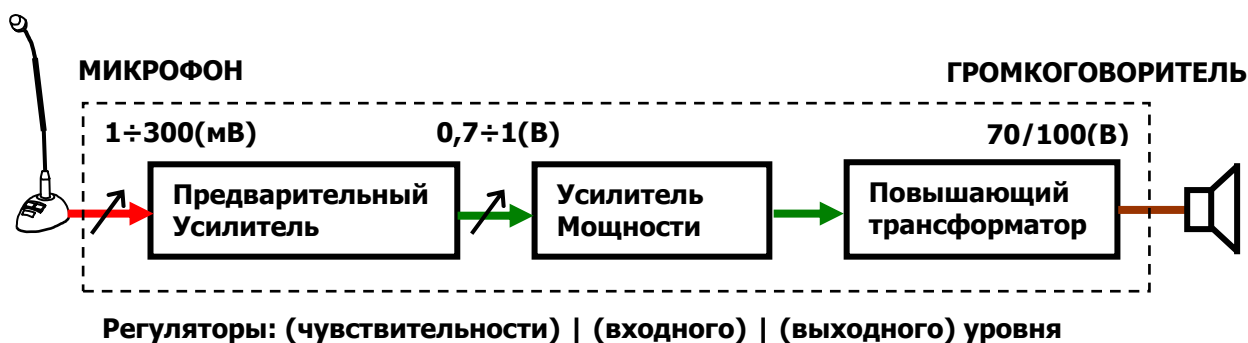 МИКРОФОН
ГРОМКОГОВОРИТЕЛЬ
1÷300(мВ)
0,7÷1(В)
70/100(В)
Предварительный
Усилитель
Усилитель
Мощности
Повышающий
трансформатор
Регуляторы: (чувствительности) | (входного) | (выходного) уровня